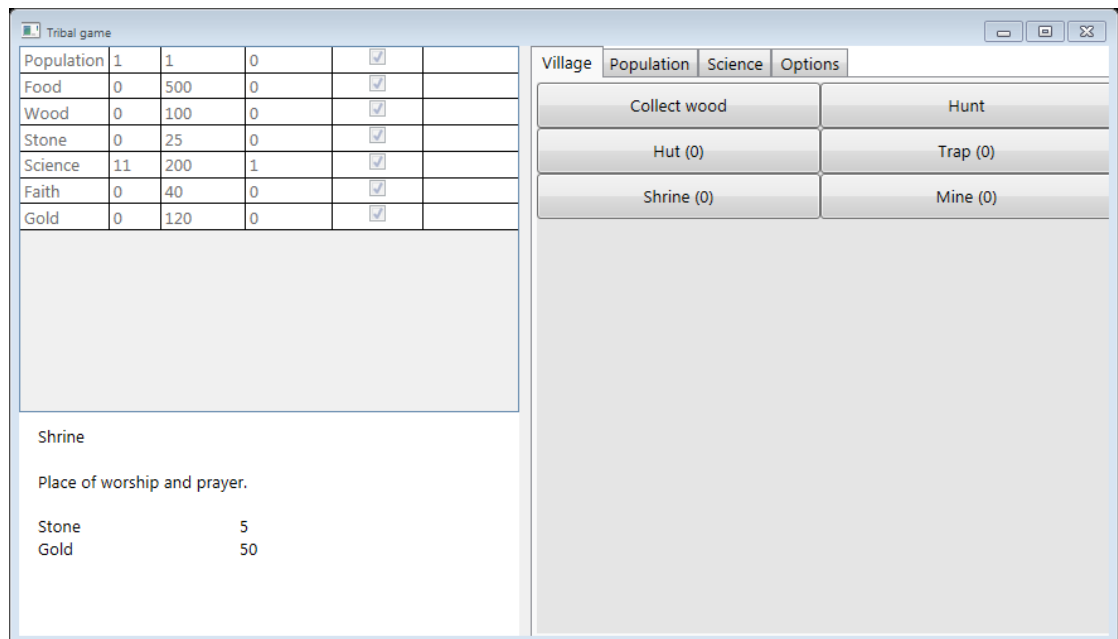 Tribal game
Population 1 1 0
Food 0 500 0
Wood 0 100 0
Stone 0 25 0
Science 11 200 1
Faith 0 40 0
Gold 0 120 0
Shrine
Place of worship and prayer.
Stone 5
Gold 50
Village Population Science Options
Collect wood Hunt
Hut (0) Trap (0)
Shrine (0) Mine (0)